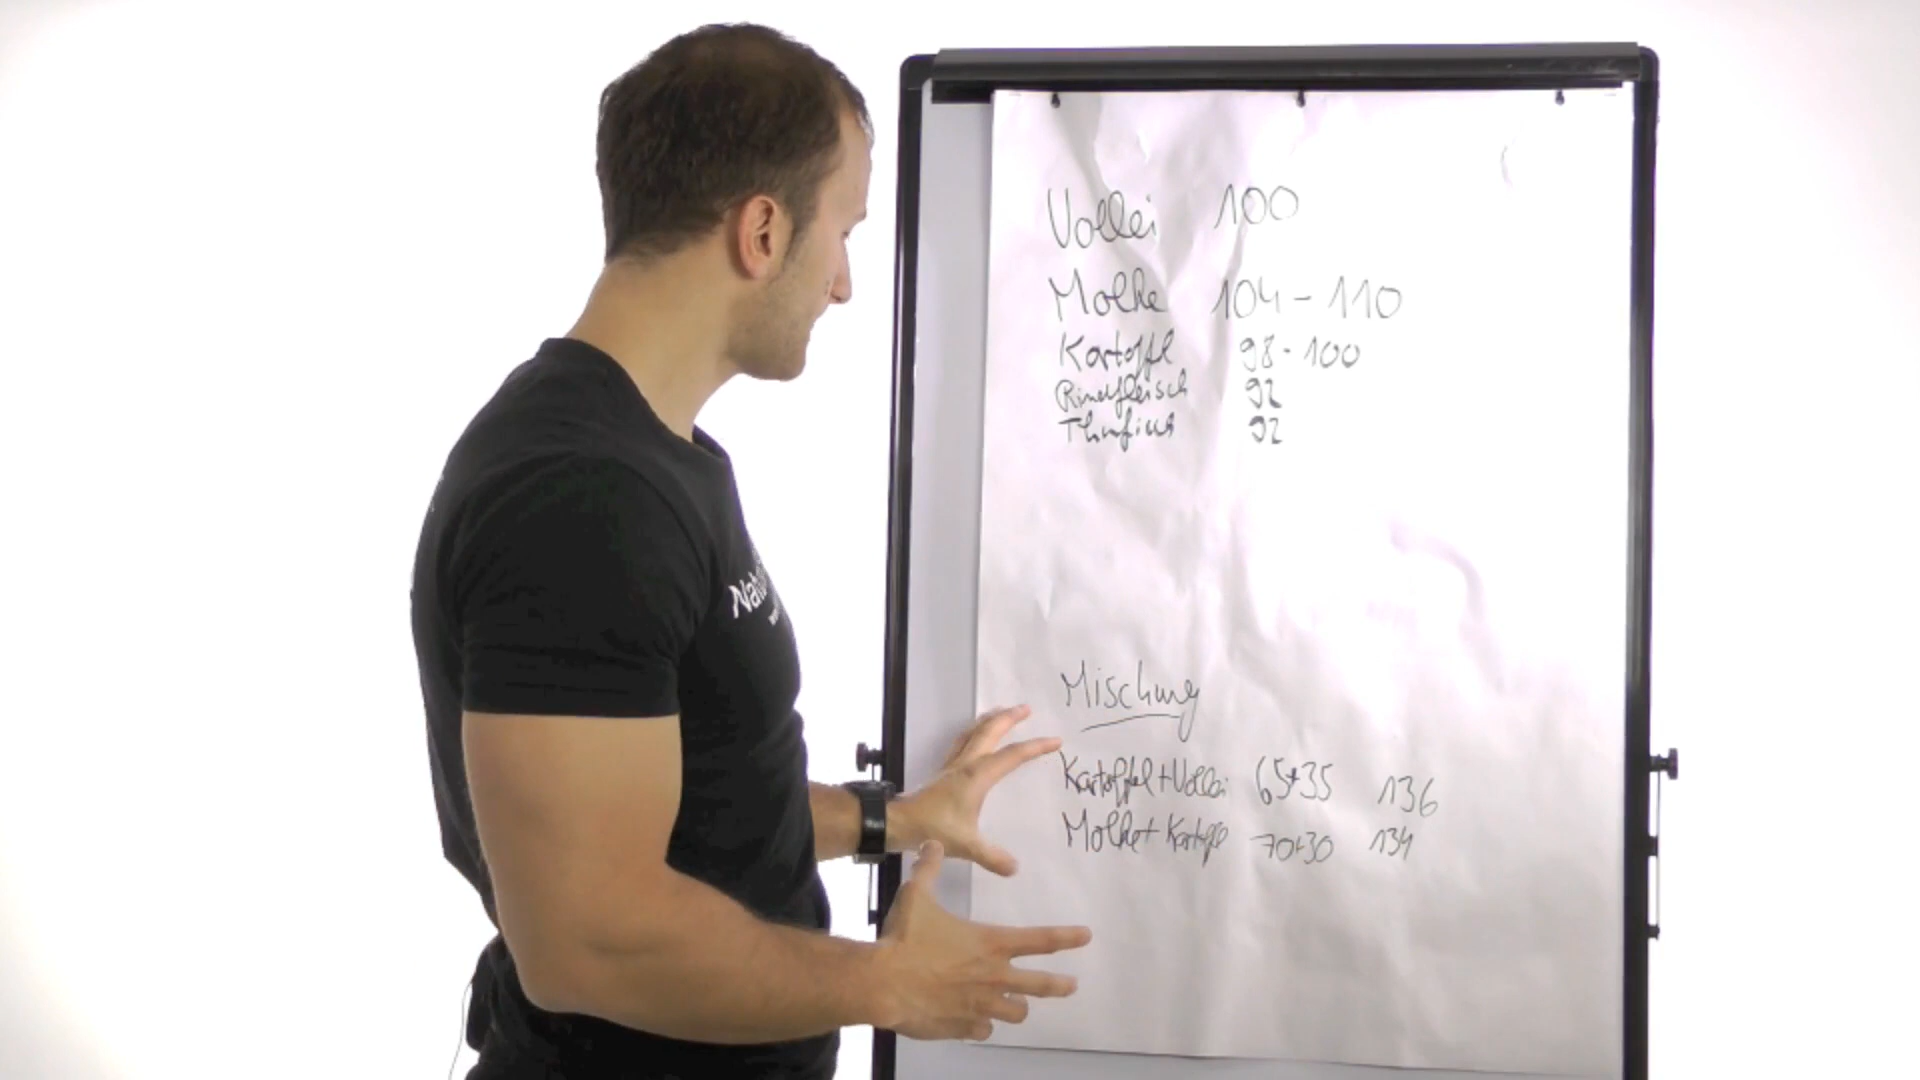 Vollei 100
Molke 104-110
Kartoffel 98-100
Rindfleisch 92
Thunfisch 92
Mischung
Kartoffel+Vollei 65+35 136
Molke+Kartoffel 70+30 134